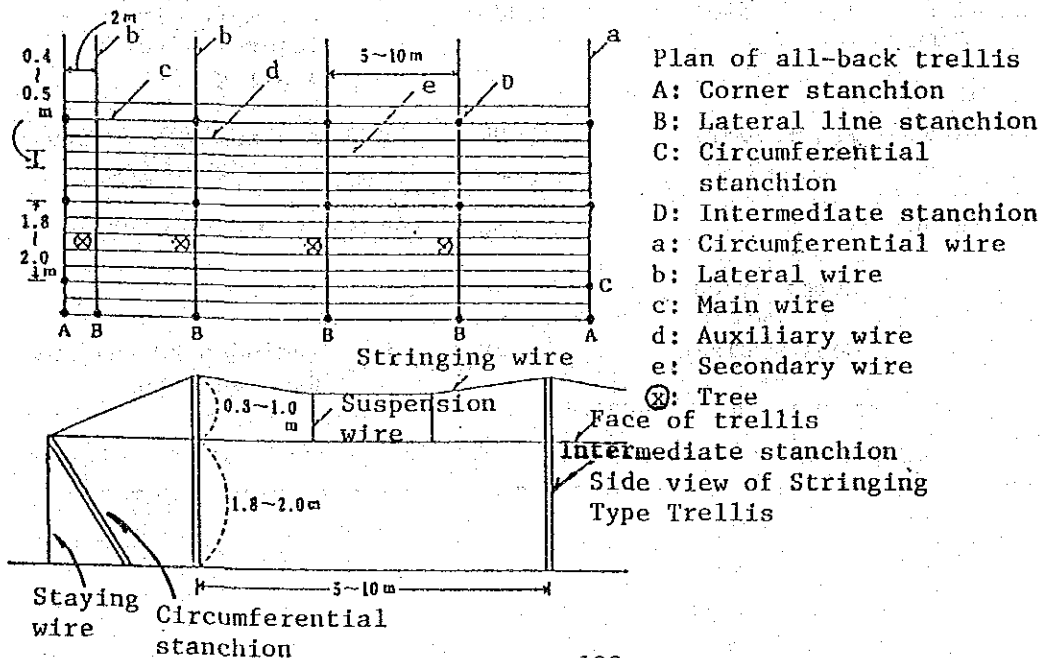 2m
b
b
5~10m
a
0.4
~
0.5
m
c
d
e
D
1.8
~
2.0
m
C
A B B B B A
Plan of all-back trellis
A: Corner stanchion
B: Lateral line stanchion
C: Circumferential
stanchion
D: Intermediate stanchion
a: Circumferential wire
b: Lateral wire
c: Main wire
d: Auxiliary wire
e: Secondary wire
ⓧ: Tree
Stringing wire
0.8~1.0
m
Suspension
wire
Face of trellis
Intermediate stanchion
Side view of Stringing
Type Trellis
1.8~2.0m
5~10m
Staying
wire
Circumferential
stanchion